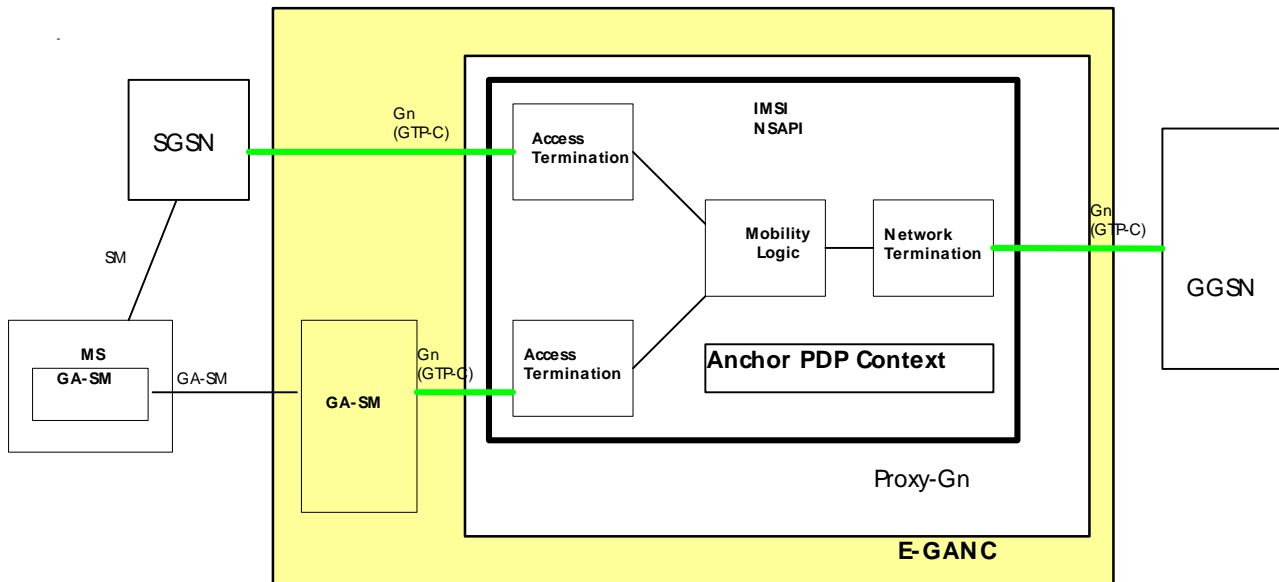 SGSN
Gn
(GTP-C)
Access
Termination
IMSI
NSAPI
Mobility
Logic
Network
Termination
Gn
(GTP-C)
GGSN
SM
MS
GA-SM
GA-SM
GA-SM
Gn
(GTP-C)
Access
Termination
Anchor PDP Context
Proxy-Gn
E-GANC